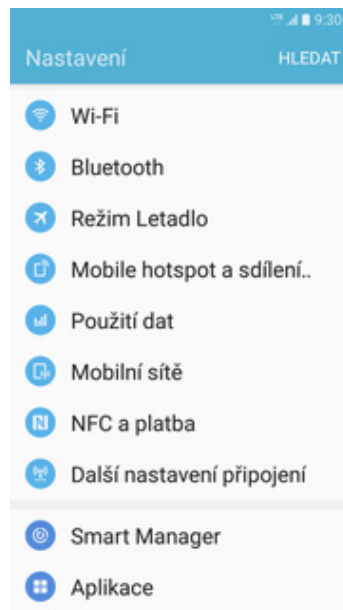 9:30
Nastavení HLEDAT
Wi-Fi
Bluetooth
Režim Letadlo
Mobile hotspot a sdílení..
Použití dat
Mobilní sítě
NFC a platba
Další nastavení připojení
Smart Manager
Aplikace